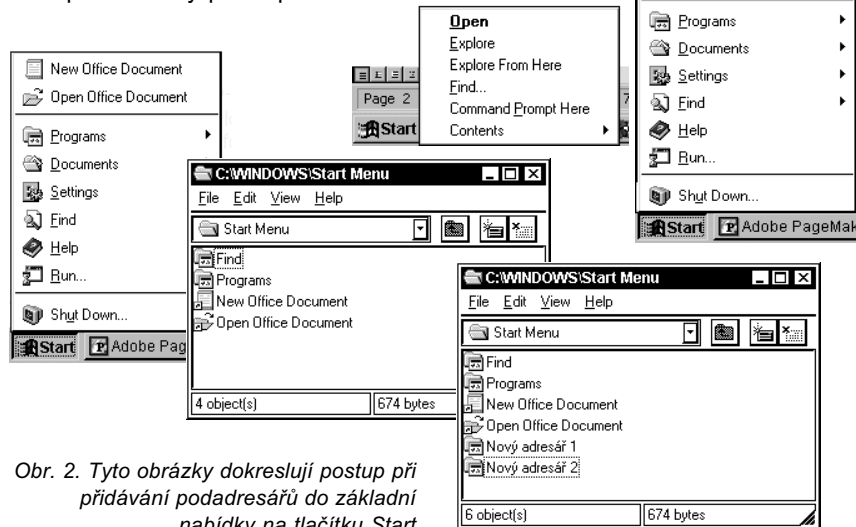 New Office Document
Open Office Document
Programs
Documents
Settings
Find
Help
Run...
Shut Down...
Start Adobe Pag
Open
Explore
Explore From Here
Find...
Command Prompt Here
Contents
Page 2
Start
Programs
Documents
Settings
Find
Help
Run...
Shut Down...
Start Adobe PageMak
C:\WINDOWS\Start Menu
File Edit View Help
Start Menu
Find
Programs
New Office Document
Open Office Document
4 object(s) 674 bytes
C:\WINDOWS\Start Menu
File Edit View Help
Start Menu
Find
Programs
New Office Document
Open Office Document
Nový adresář 1
Nový adresář 2
6 object(s) 674 bytes
Obr. 2. Tyto obrázky dokreslují postup při
přidávání podadresářů do základní
nabídky na tlačítku Start